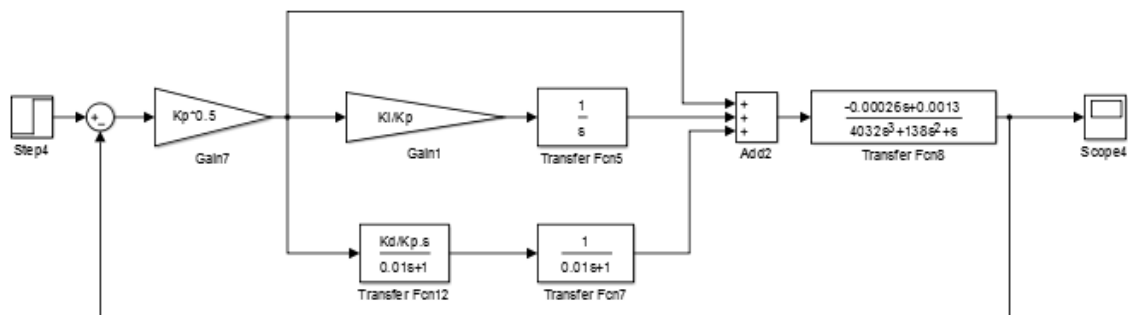 Step4
+
−
Kp*0.5
Gain7
KI/Kp
Gain1
1
s
Transfer Fcn5
Kd/Kp.s
0.01s+1
Transfer Fcn12
1
0.01s+1
Transfer Fcn7
+
+
+
Add2
-0.00026s+0.0013
4032s³+138s²+s
Transfer Fcn8
Scope4